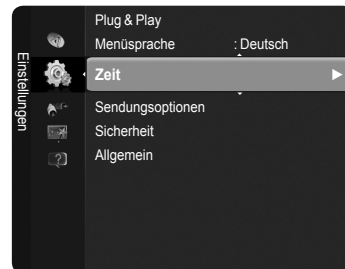 Einstellungen
Plug & Play
Menüsprache : Deutsch
Zeit
Sendungsoptionen
Sicherheit
Allgemein